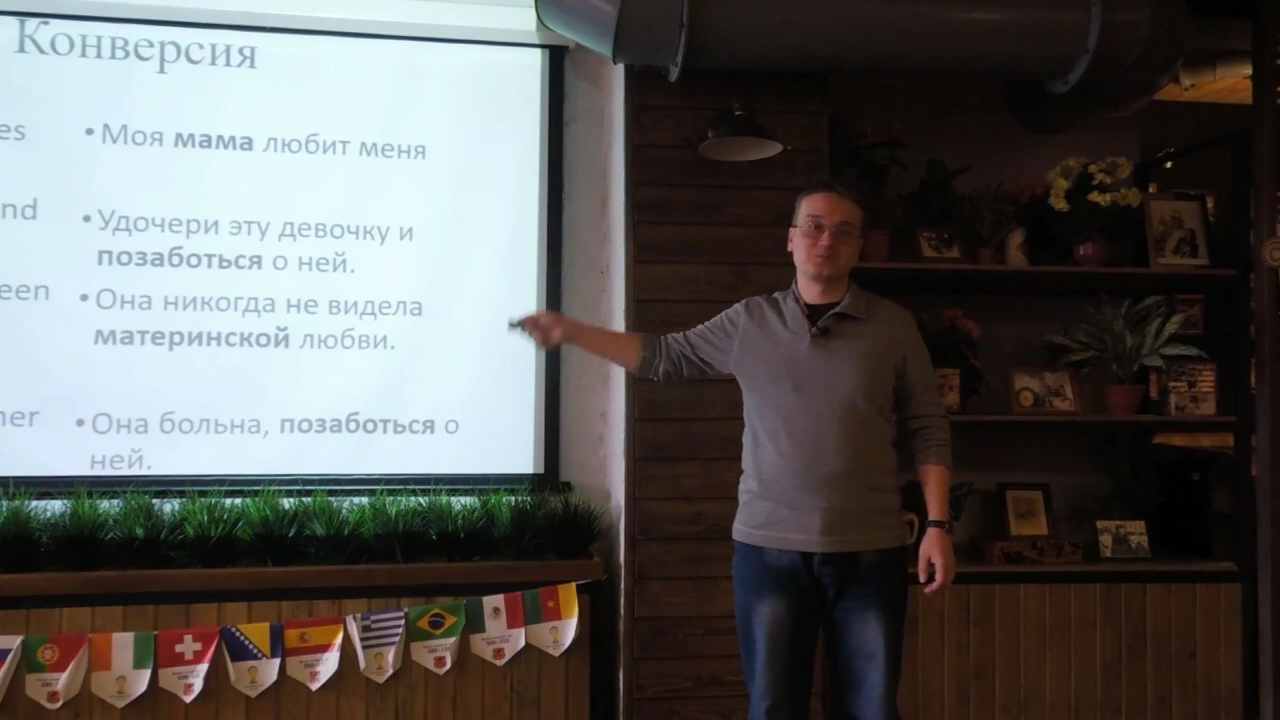 Конверсия
es
• Моя мама любит меня
nd
• Удочери эту девочку и
позаботься о ней.
een
• Она никогда не видела
материнской любви.
her
• Она больна, позаботься о
ней.